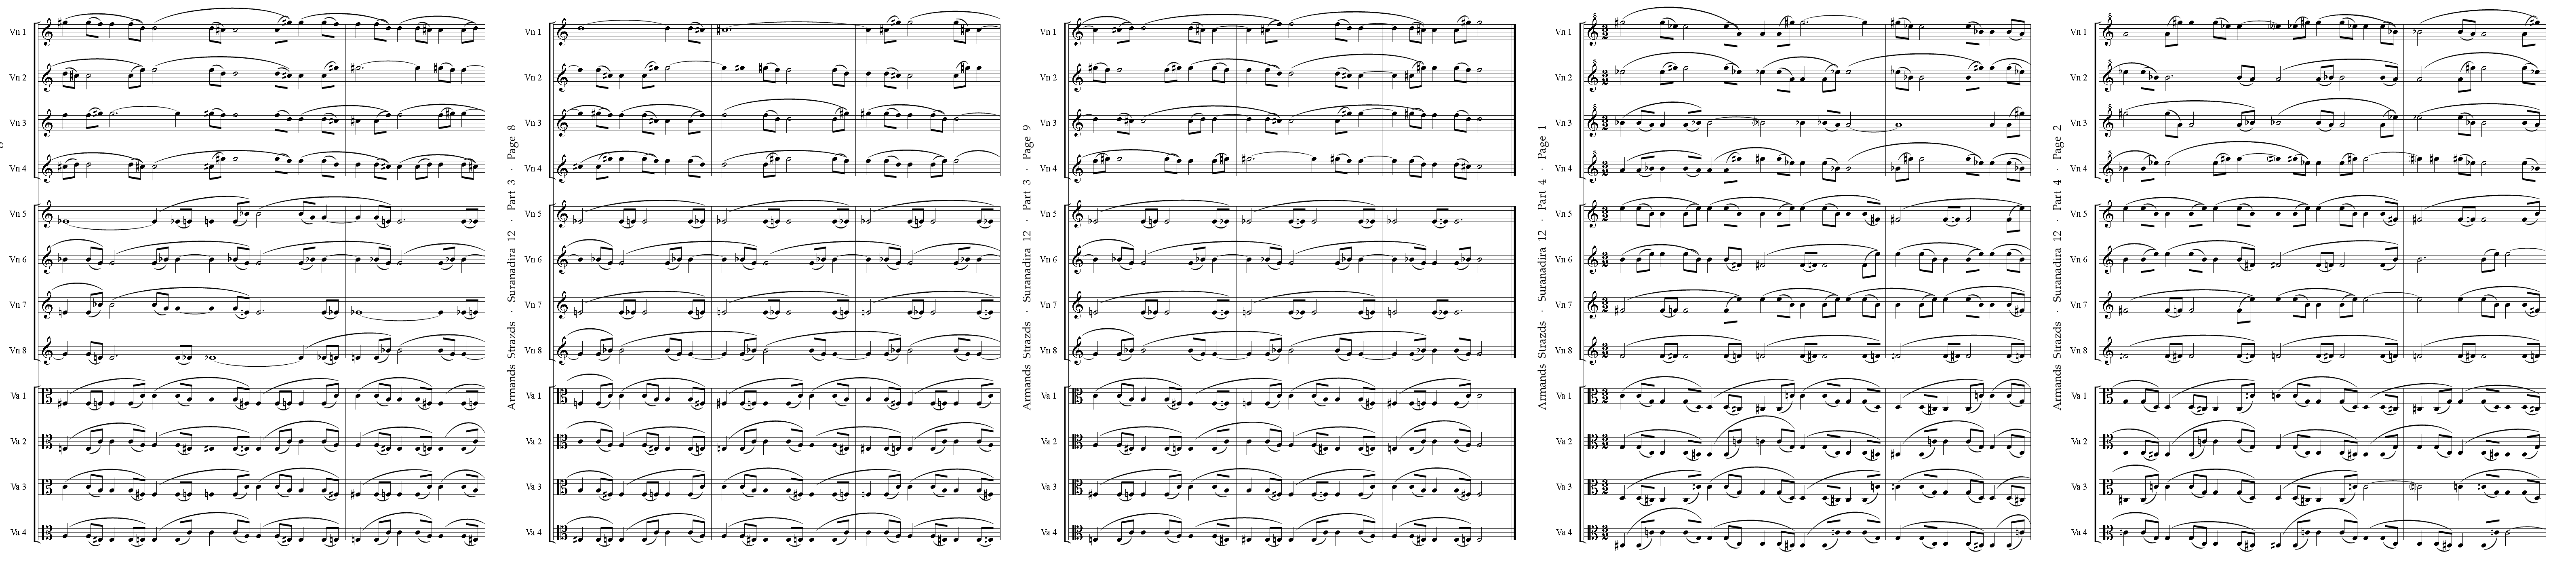 Vn 1
Vn 2
Vn 3
Vn 4
Vn 5
Vn 6
Vn 7
Vn 8
Va 1
Va 2
Va 3
Va 4
Armands Strazds · Suranadira 12 · Part 3 · Page 8
Vn 1
Vn 2
Vn 3
Vn 4
Vn 5
Vn 6
Vn 7
Vn 8
Va 1
Va 2
Va 3
Va 4
Armands Strazds · Suranadira 12 · Part 3 · Page 9
Vn 1
Vn 2
Vn 3
Vn 4
Vn 5
Vn 6
Vn 7
Vn 8
Va 1
Va 2
Va 3
Va 4
Armands Strazds · Suranadira 12 · Part 4 · Page 1
Vn 1
Vn 2
Vn 3
Vn 4
Vn 5
Vn 6
Vn 7
Vn 8
Va 1
Va 2
Va 3
Va 4
Armands Strazds · Suranadira 12 · Part 4 · Page 2
Vn 1
Vn 2
Vn 3
Vn 4
Vn 5
Vn 6
Vn 7
Vn 8
Va 1
Va 2
Va 3
Va 4